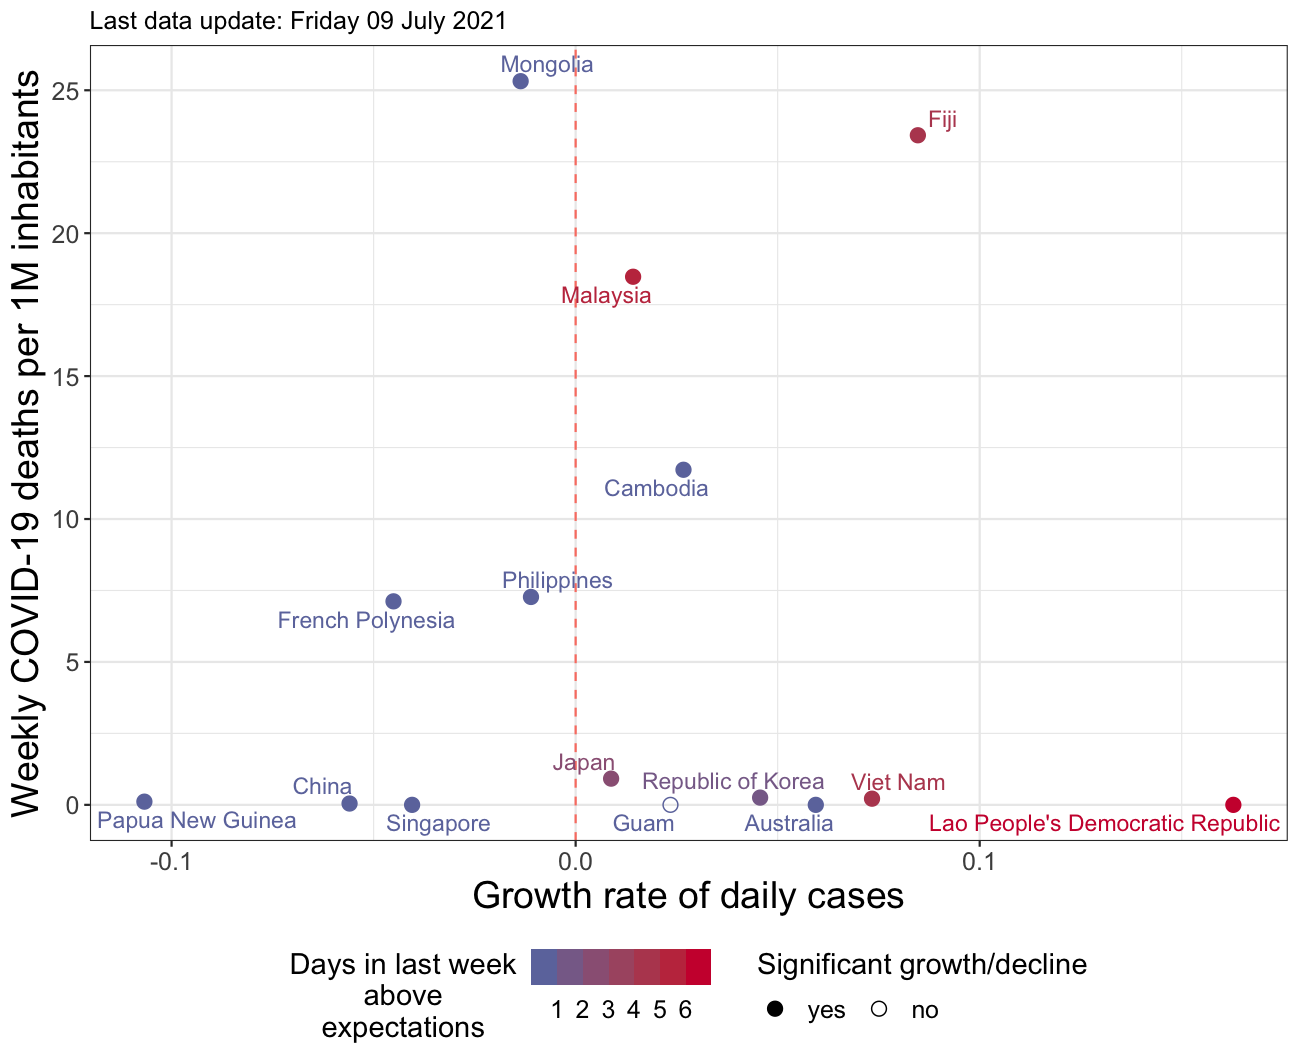 Last data update: Friday 09 July 2021
Weekly COVID-19 deaths per 1M inhabitants
25
20
15
10
5
0
Mongolia
Fiji
Malaysia
Cambodia
Philippines
French Polynesia
Japan
Republic of Korea
Viet Nam
China
Papua New Guinea
Singapore
Guam
Australia
Lao People's Democratic Republic
-0.1
0.0
0.1
Growth rate of daily cases
Days in last week
above
expectations
1 2 3 4 5 6
Significant growth/decline
yes
no